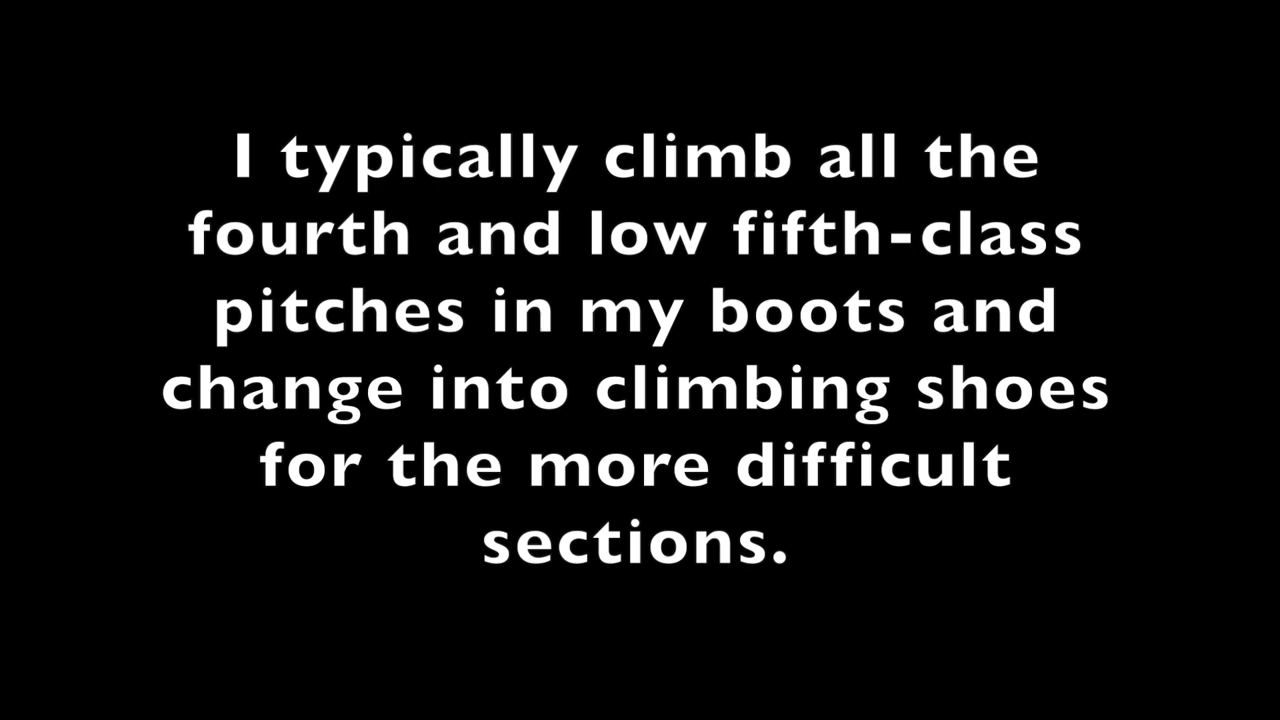 I typically climb all the
fourth and low fifth-class
pitches in my boots and
change into climbing shoes
for the more difficult
sections.